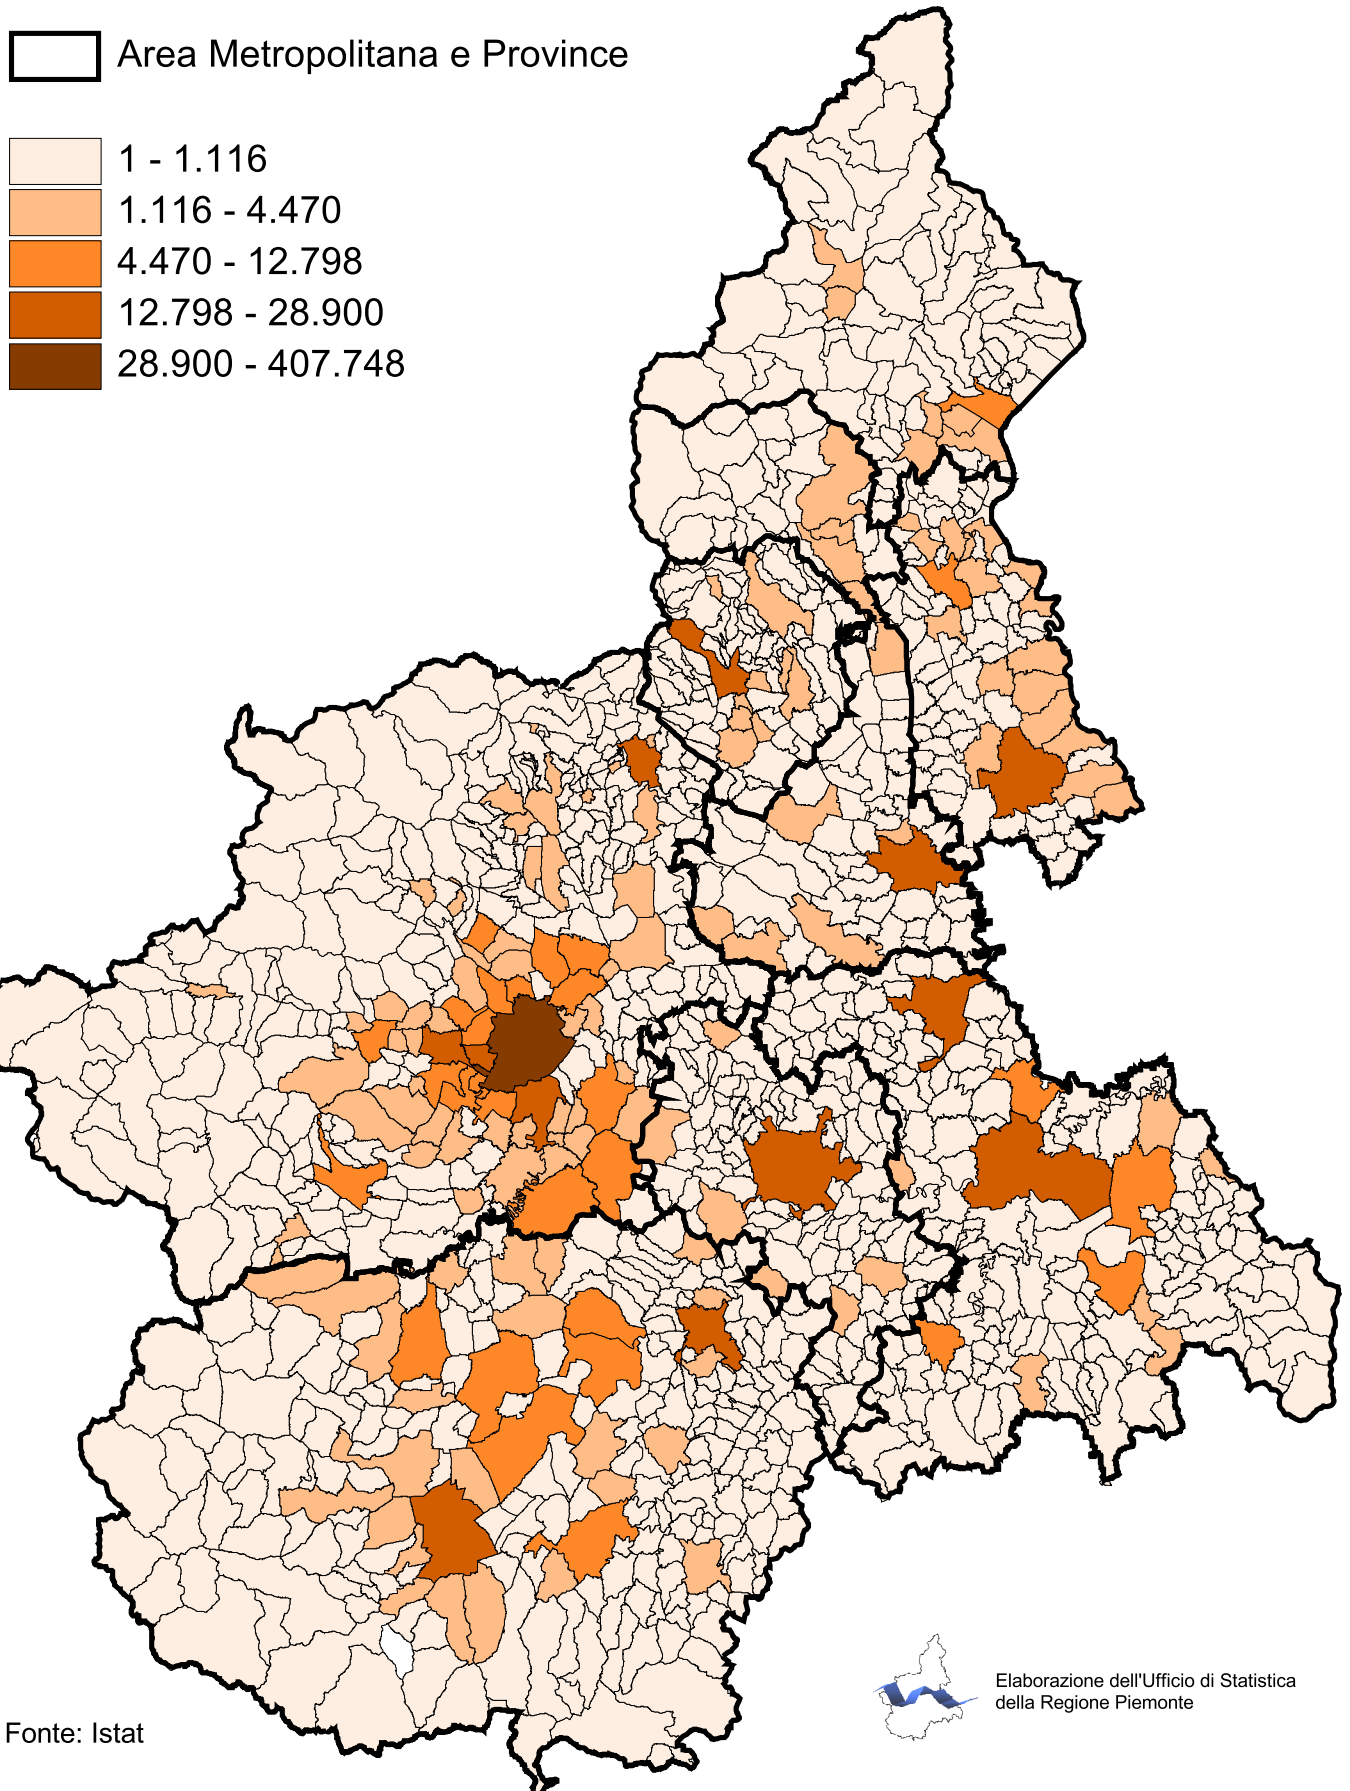 Area Metropolitana e Province
1 - 1.116
1.116 - 4.470
4.470 - 12.798
12.798 - 28.900
28.900 - 407.748
Elaborazione dell'Ufficio di Statistica
della Regione Piemonte
Fonte: Istat